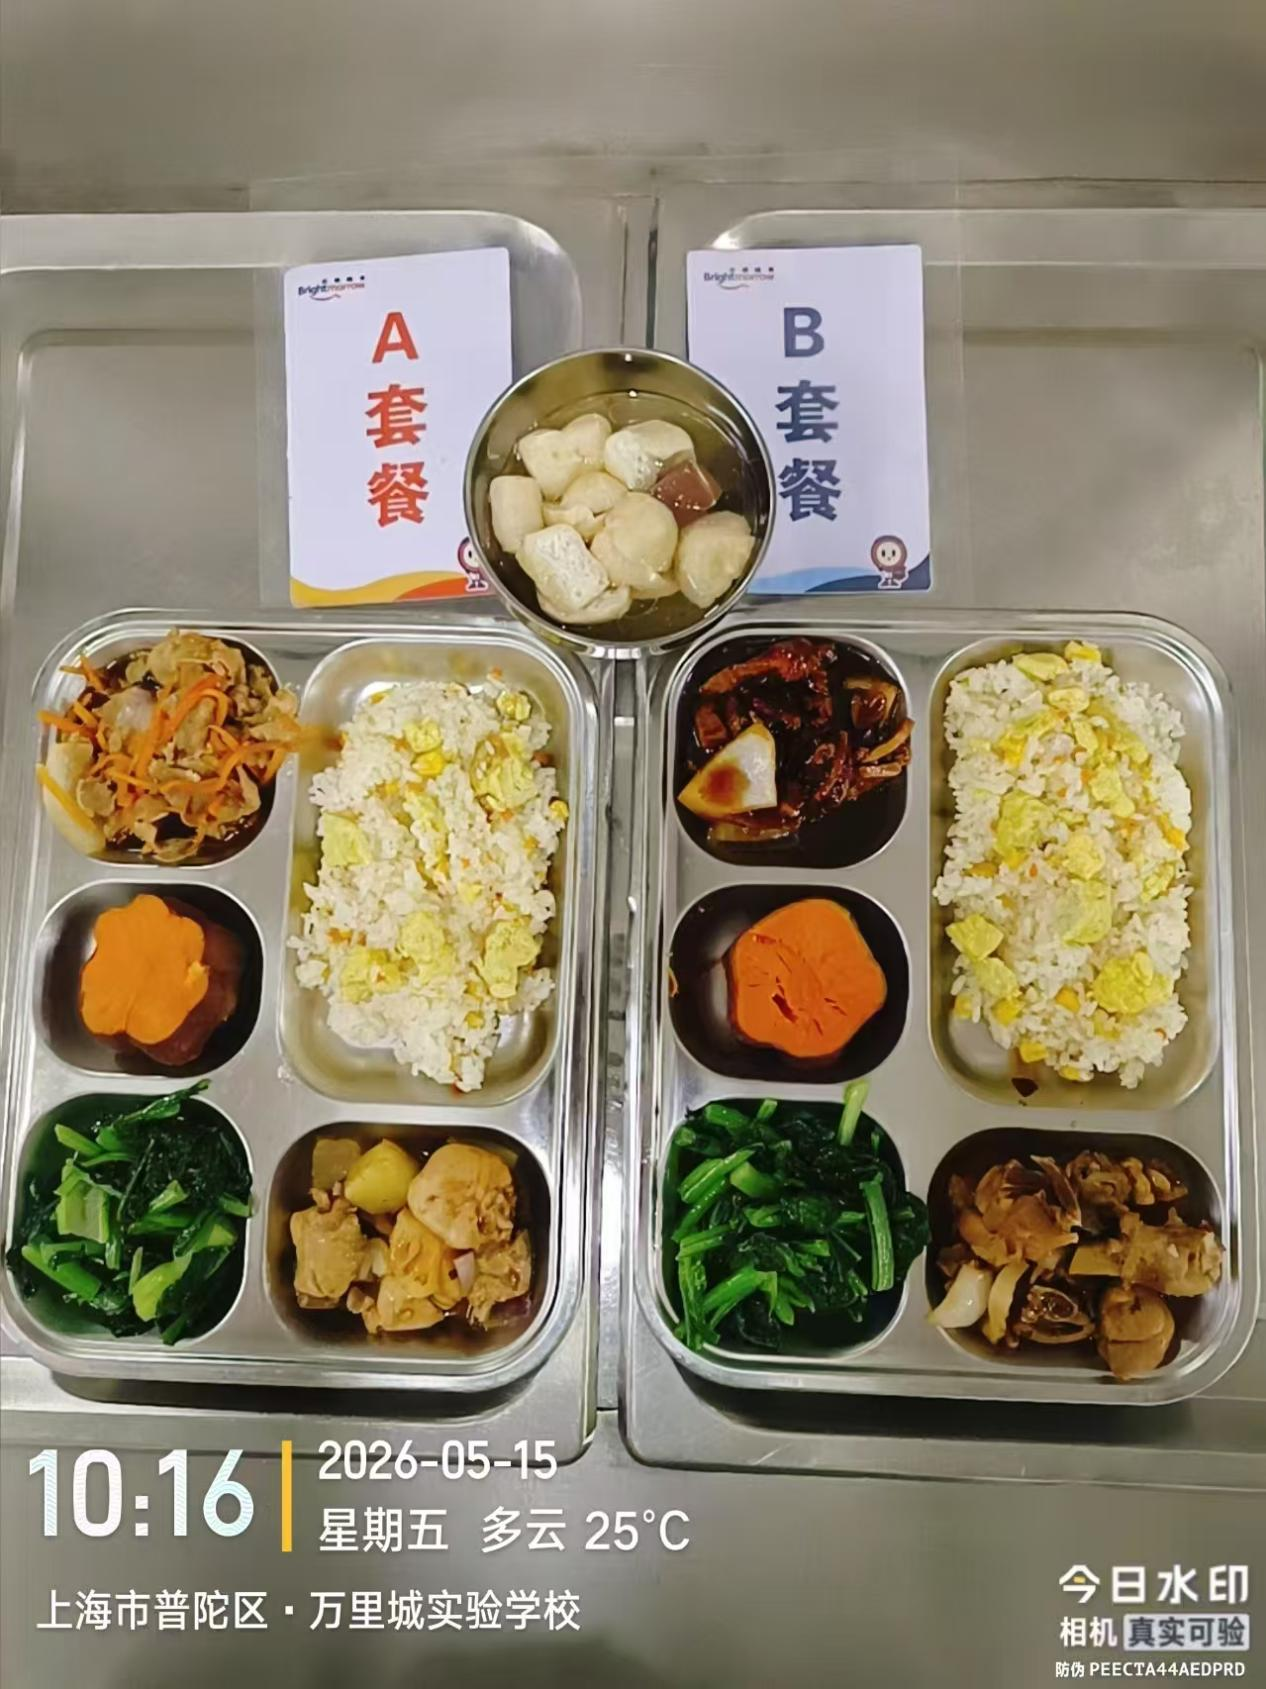 Brightmorrow
A
套
餐
Brightmorrow
B
套
餐
10:16
2026-05-15
星期五 多云 25°C
上海市普陀区·万里城实验学校
今日水印
相机 真实可验
防伪 PEECTA44AEDPRD